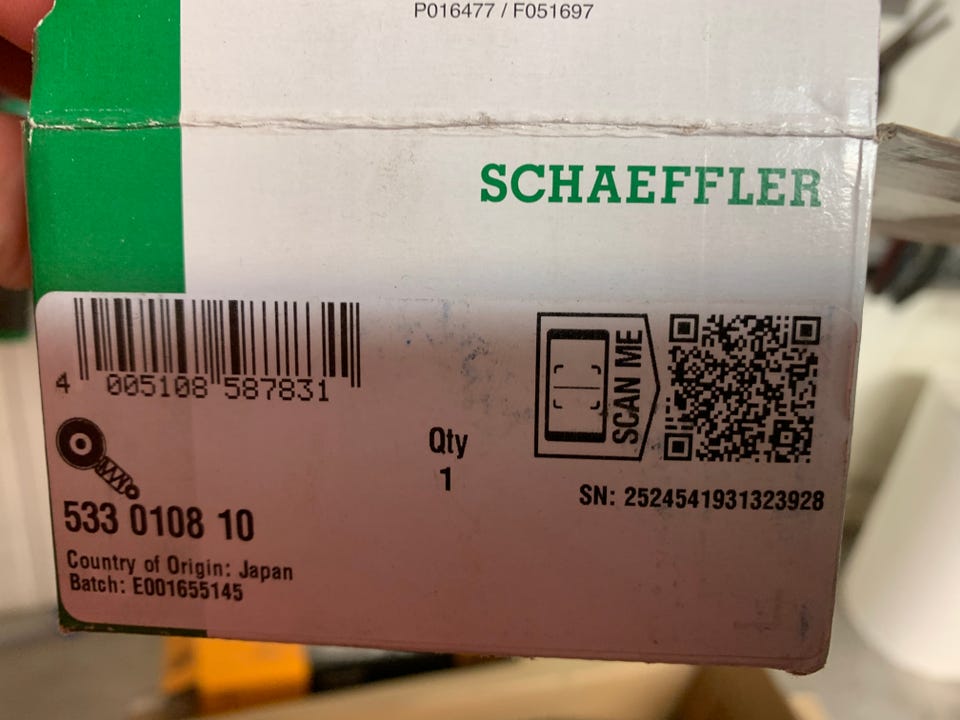 P016477 / F051697
SCHAEFFLER
4 005108 587831
SCAN ME
Qty
1
SN: 2524541931323928
533 0108 10
Country of Origin: Japan
Batch: E001655145